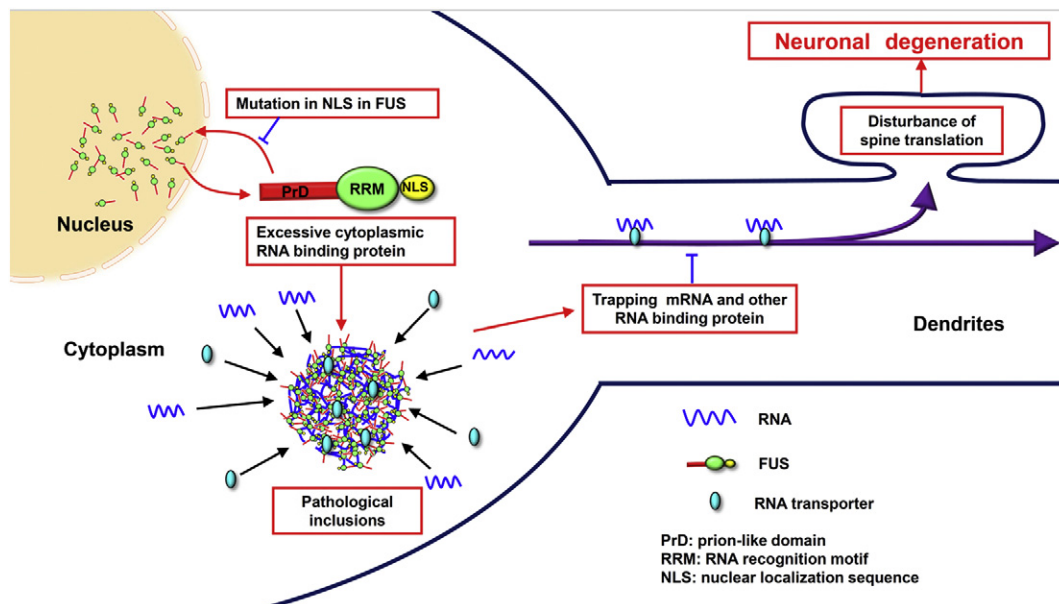 Neuronal degeneration
Mutation in NLS in FUS
Disturbance of
spine translation
PrD
RRM
NLS
Nucleus
Excessive cytoplasmic
RNA binding protein
Trapping mRNA and other
RNA binding protein
Dendrites
Cytoplasm
RNA
FUS
Pathological
inclusions
RNA transporter
PrD: prion-like domain
RRM: RNA recognition motif
NLS: nuclear localization sequence